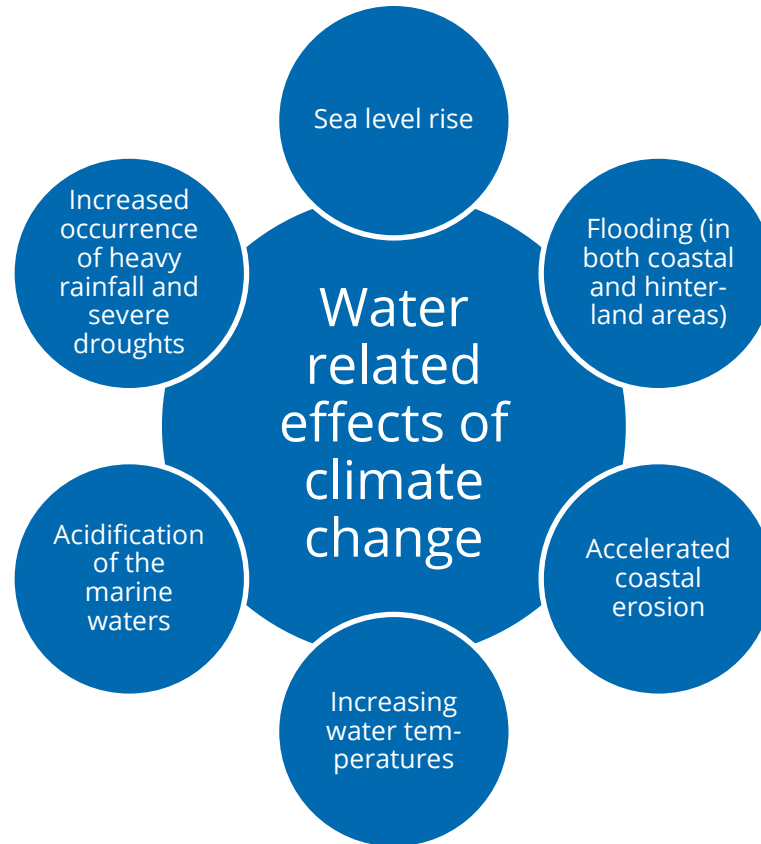 Sea level rise
Increased
occurrence
of heavy
rainfall and
severe
droughts
Flooding (in
both coastal
and hinter-
land areas)
Water
related
effects of
climate
change
Acidification
of the
marine
waters
Accelerated
coastal
erosion
Increasing
water tem-
peratures